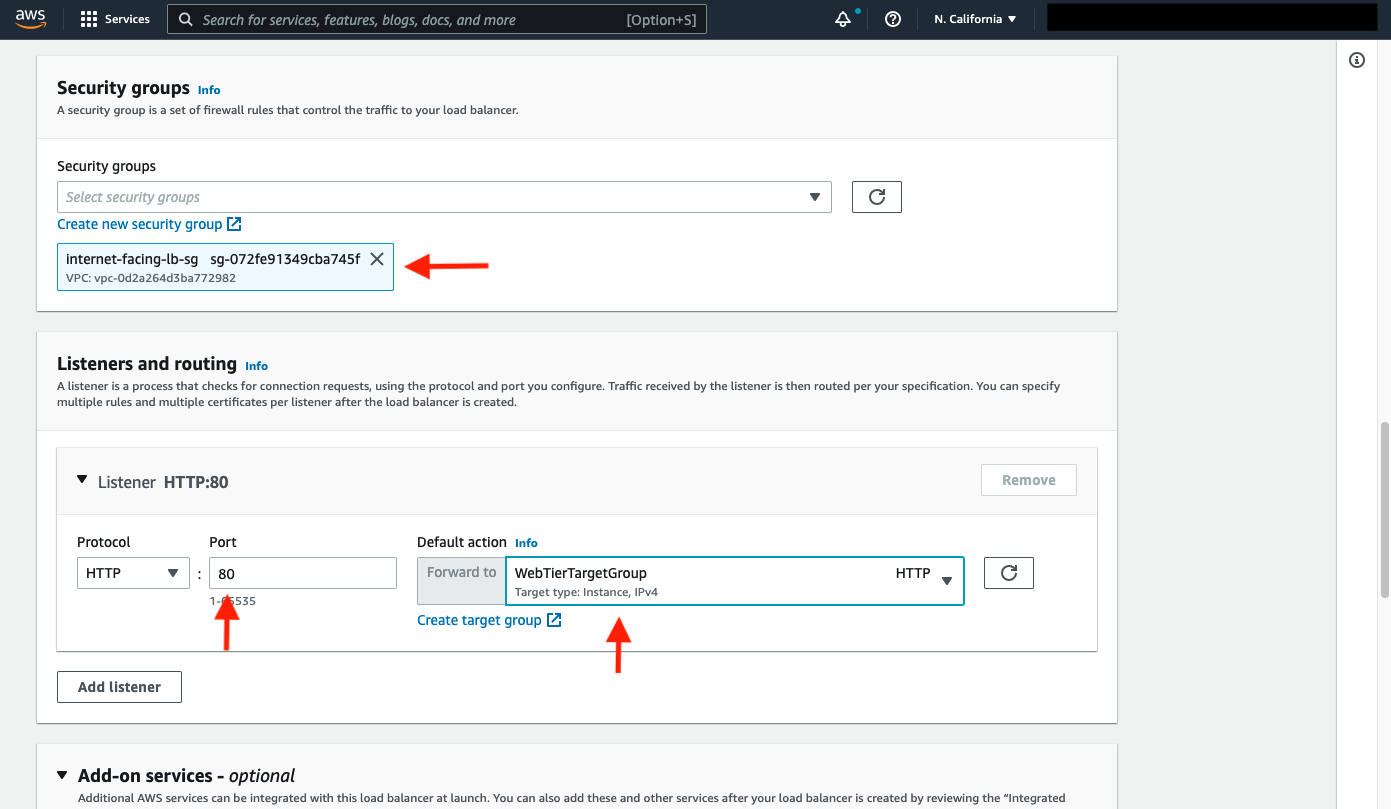 aws
Services
Search for services, features, blogs, docs, and more
[Option+S]
N. California
Security groups Info
A security group is a set of firewall rules that control the traffic to your load balancer.
Security groups
Select security groups
Create new security group
internet-facing-lb-sg sg-072fe91349cba745f
VPC: vpc-0d2a264d3ba772982
Listeners and routing Info
A listener is a process that checks for connection requests, using the protocol and port you configure. Traffic received by the listener is then routed per your specification. You can specify
multiple rules and multiple certificates per listener after the load balancer is created.
Listener HTTP:80
Remove
Protocol
Port
Default action Info
HTTP
:
80
Forward to
WebTierTargetGroup
HTTP
Target type: Instance, IPv4
1-65535
Create target group
Add listener
Add-on services - optional
Additional AWS services can be integrated with this load balancer at launch. You can also add these and other services after your load balancer is created by reviewing the “Integrated